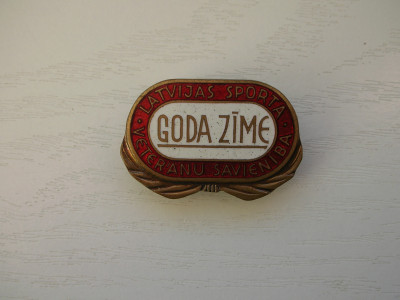 LATVIJAS SPORTA
GODA ZĪME
VETERĀNU SAVIENĪBA